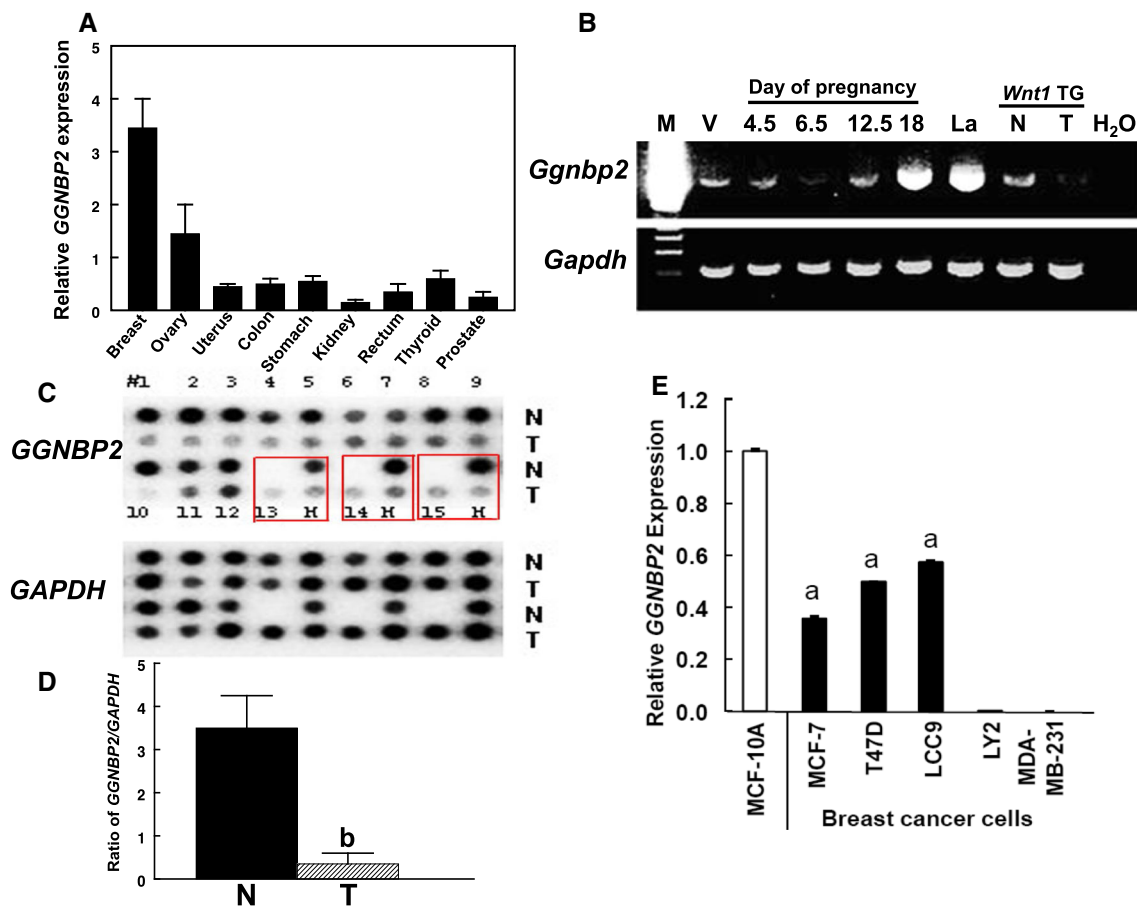 A
Relative GGNBP2 expression
5
4
3
2
1
0
Breast
Ovary
Uterus
Colon
Stomach
Kidney
Rectum
Thyroid
Prostate
B
Day of pregnancy
Wnt1 TG
M V 4.5 6.5 12.5 18 La N T H₂O
Ggnbp2
Gapdh
C
#1 2 3 4 5 6 7 8 9
GGNBP2
N
T
N
T
10 11 12 13 H 14 H 15 H
GAPDH
N
T
N
T
D
Ratio of GGNBP2/GAPDH
5
4
3
2
1
0
b
N T
E
Relative GGNBP2 Expression
1.2
1.0
0.8
0.6
0.4
0.2
0.0
a
a
a
MCF-10A
MCF-7
T47D
LCC9
LY2
MDA-
MB-231
Breast cancer cells